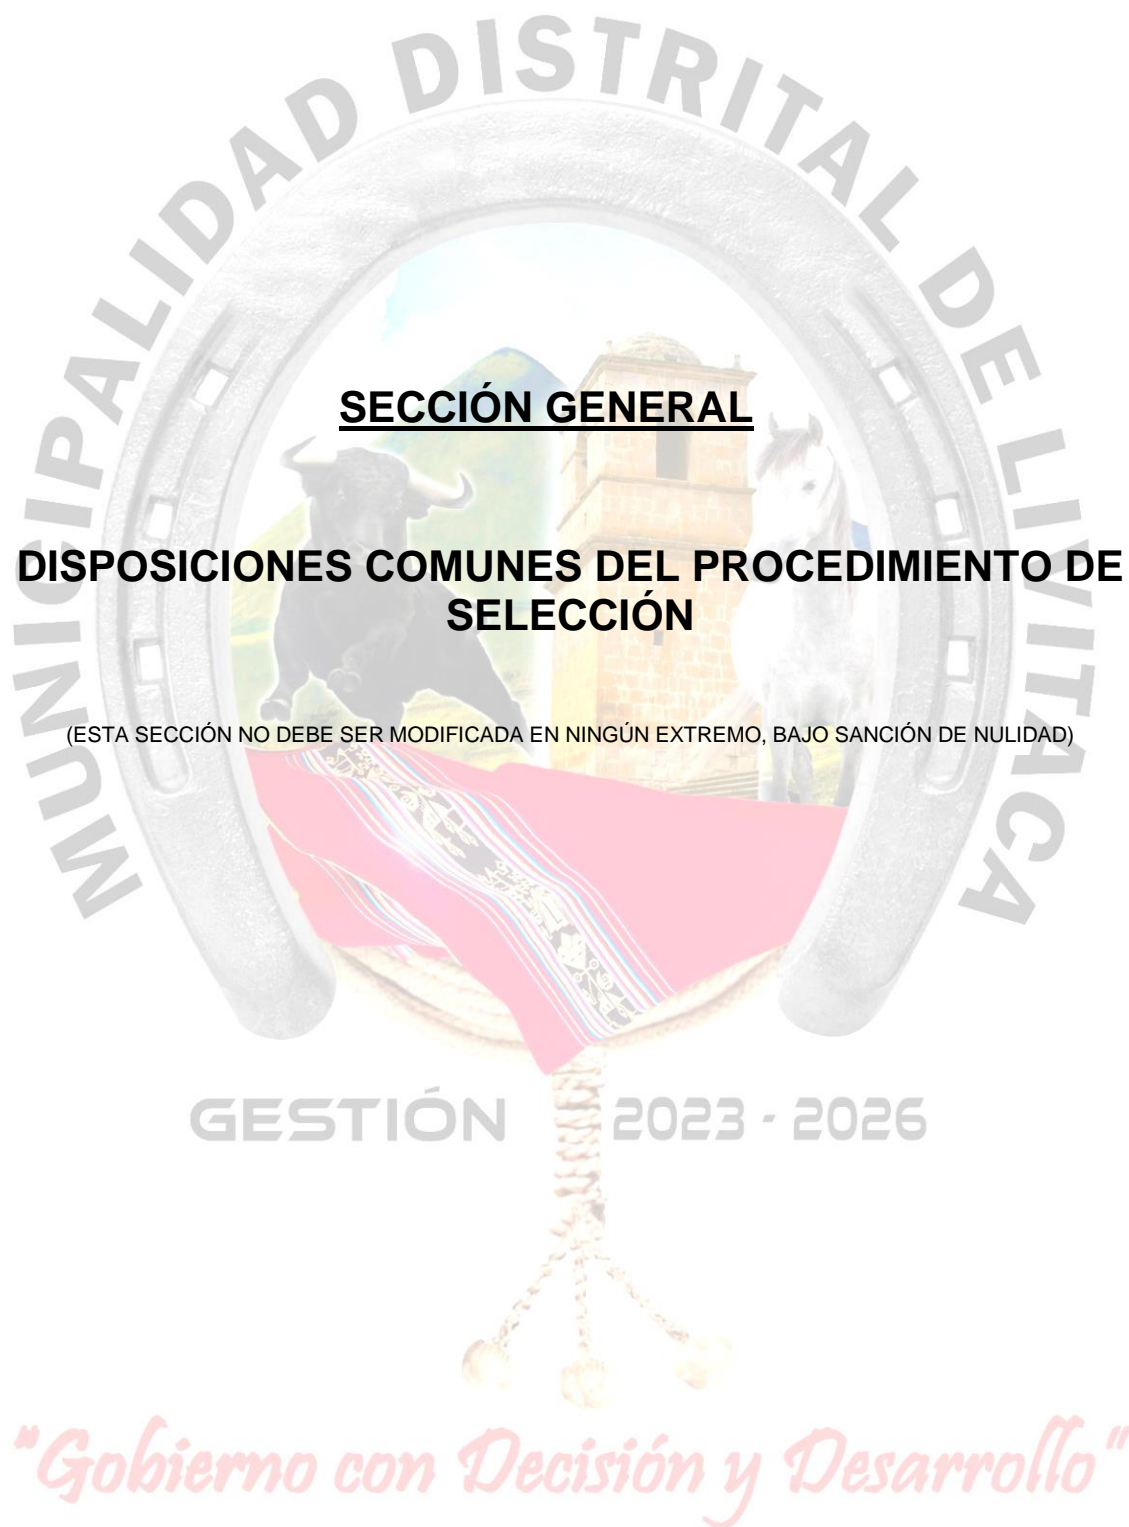 MUNICIPALIDAD DISTRITAL DE LIVITACA
SECCIÓN GENERAL
DISPOSICIONES COMUNES DEL PROCEDIMIENTO DE
SELECCIÓN
(ESTA SECCIÓN NO DEBE SER MODIFICADA EN NINGÚN EXTREMO, BAJO SANCIÓN DE NULIDAD)
GESTIÓN 2023 - 2026
"Gobierno con Decisión y Desarrollo"